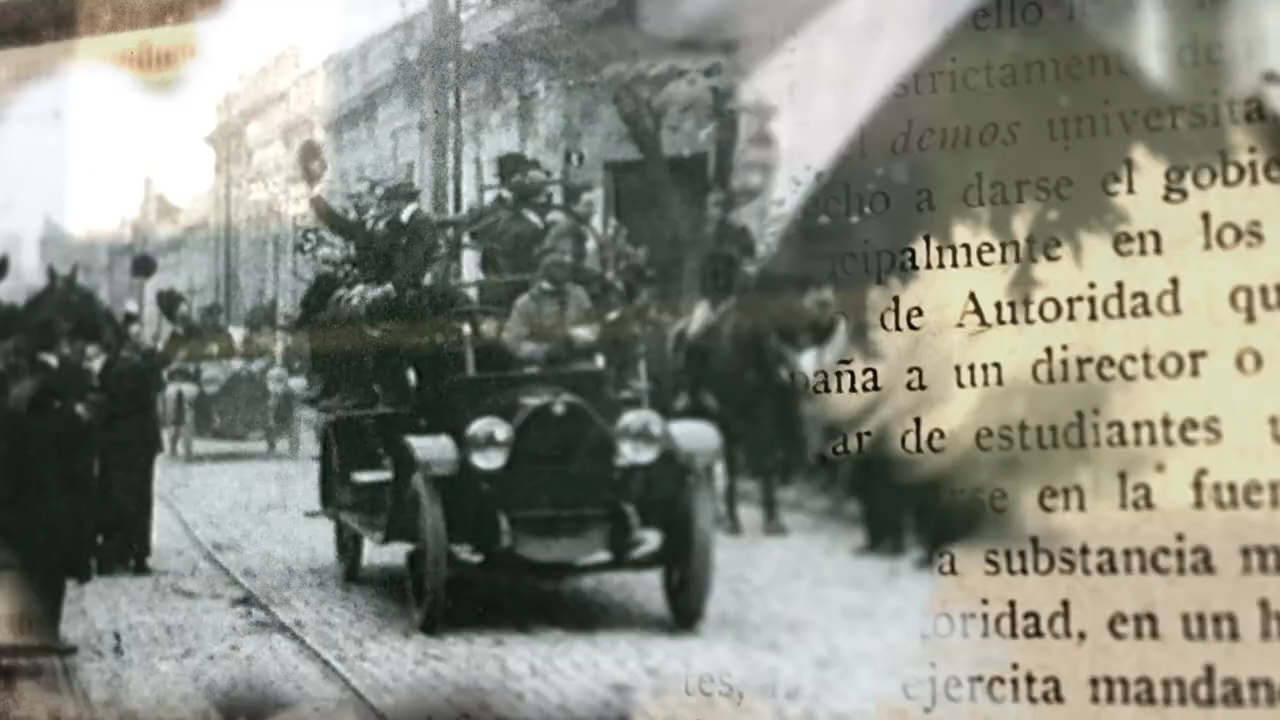 ello
strictamen
demos universita
cho a darse el gobie
cipalmente en los
de Autoridad qu
paña a un director o
ar de estudiantes
se en la fuer
a substancia m
oridad, en un h
tes, ejercita mandan